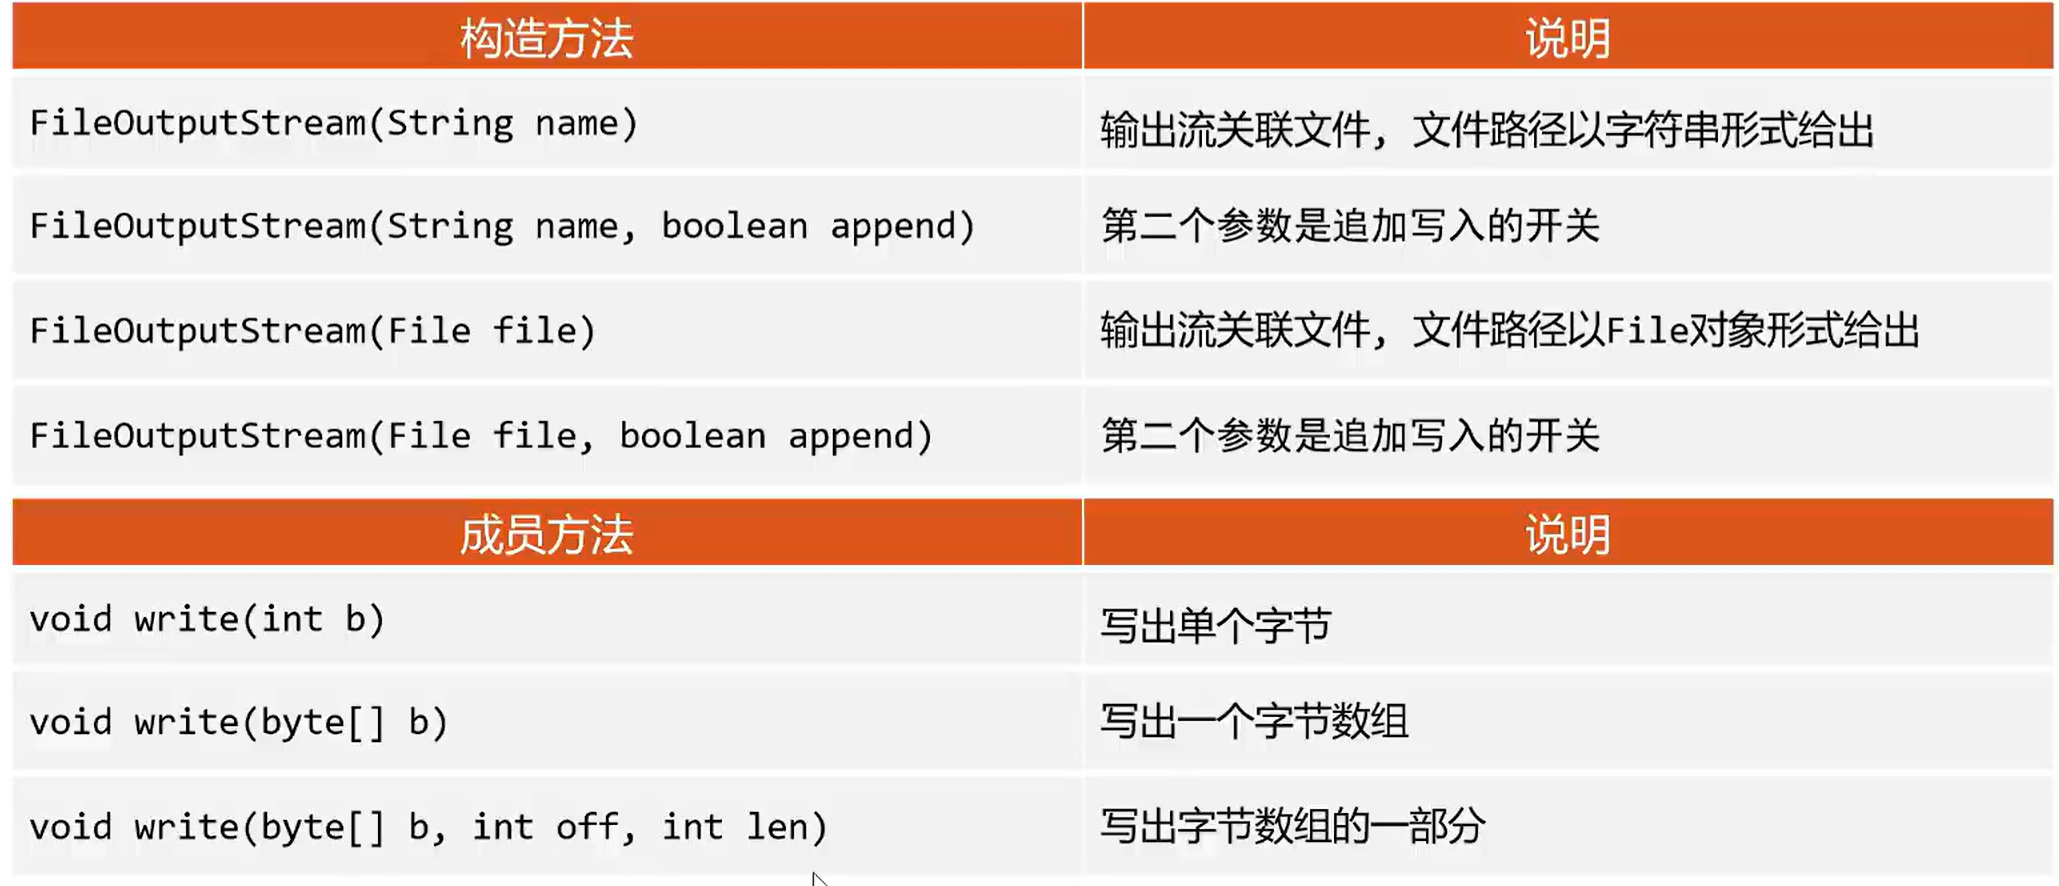 构造方法 说明
FileOutputStream(String name) 输出流关联文件，文件路径以字符串形式给出
FileOutputStream(String name, boolean append) 第二个参数是追加写入的开关
FileOutputStream(File file) 输出流关联文件，文件路径以File对象形式给出
FileOutputStream(File file, boolean append) 第二个参数是追加写入的开关
成员方法 说明
void write(int b) 写出单个字节
void write(byte[] b) 写出一个字节数组
void write(byte[] b, int off, int len) 写出字节数组的一部分